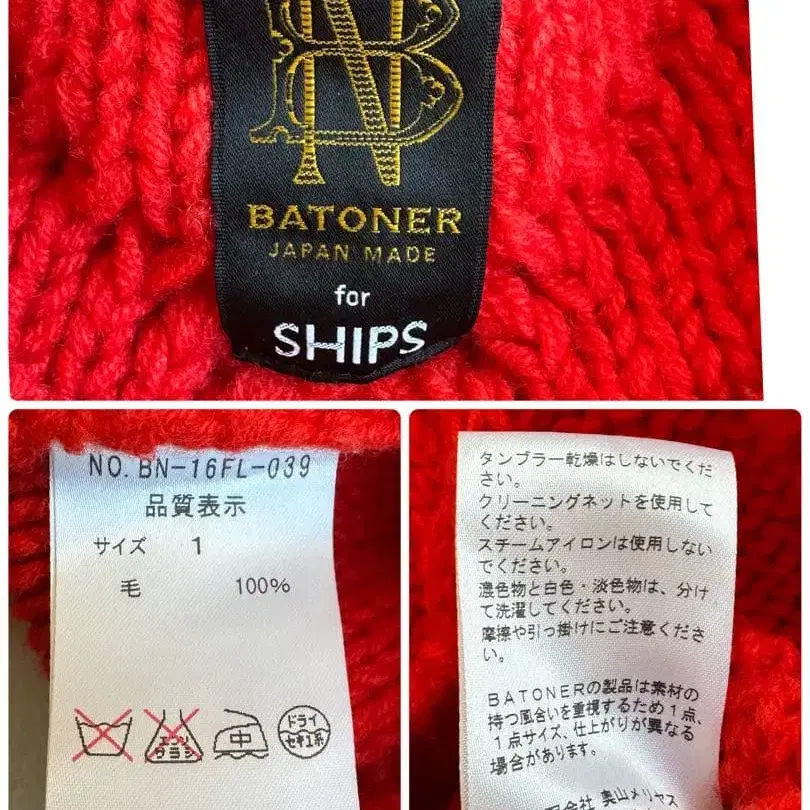 BATONER
JAPAN MADE
for
SHIPS
NO. BN-16FL-039
品質表示
サイズ 1
毛 100%
エンソ
サラシ
中
ドライ
セキユ系
タンブラー乾燥はしないでくだ
さい。
クリーニングネットを使用して
ください。
スチームアイロンは使用しない
でください。
濃色物と白色・淡色物は、分け
て洗濯してください。
摩擦や引っ掛けにご注意くださ
い。
BATONERの製品は素材の
持つ風合いを重視するため1点、
1点サイズ、仕上がりが異なる
場合があります。
会社 奥山メリヤス